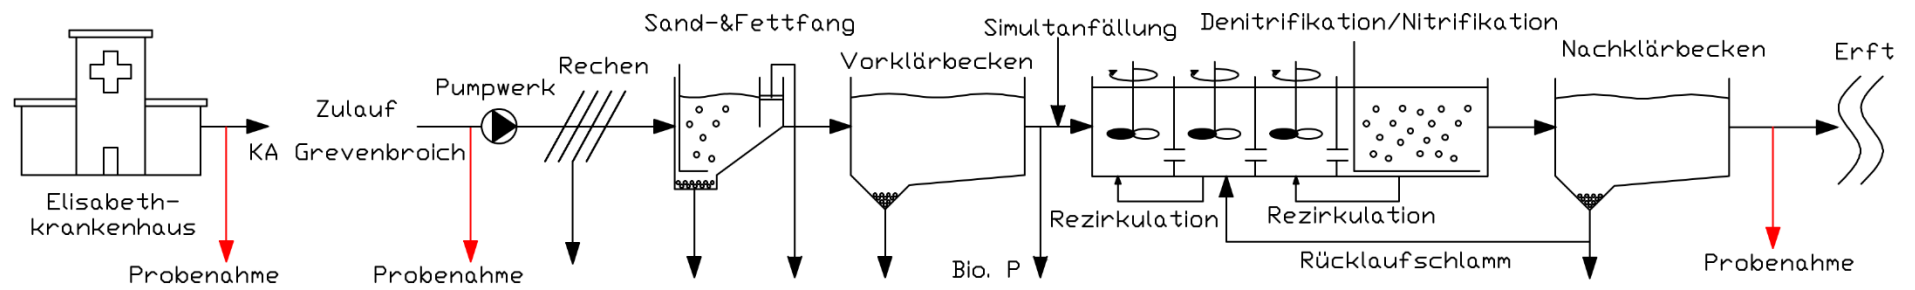 Elisabeth-
krankenhaus
Probenahme
KA
Zulauf
Grevenbroich
Probenahme
Pumpwerk
Rechen
Sand-&Fettfang
Vorklärbecken
Bio. P
Simultanfällung
Denitrifikation/Nitrifikation
Rezirkulation
Rezirkulation
Rücklaufschlamm
Nachklärbecken
Probenahme
Erft